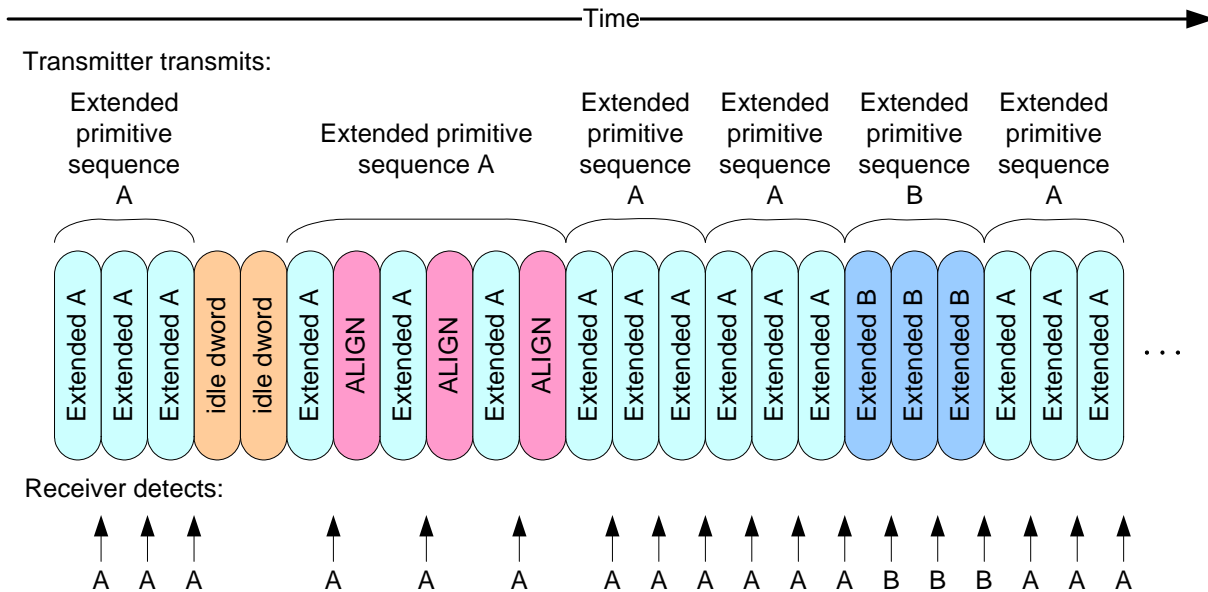 Time
Transmitter transmits:
Extended
primitive
sequence
A
Extended primitive
sequence A
Extended
primitive
sequence
A
Extended
primitive
sequence
A
Extended
primitive
sequence
B
Extended
primitive
sequence
A
Extended A
Extended A
Extended A
idle dword
idle dword
Extended A
ALIGN
Extended A
ALIGN
Extended A
ALIGN
Extended A
Extended A
Extended A
Extended A
Extended A
Extended A
Extended B
Extended B
Extended B
Extended A
Extended A
Extended A
. . .
Receiver detects:
A A A A A A A A A A A A B B B A A A